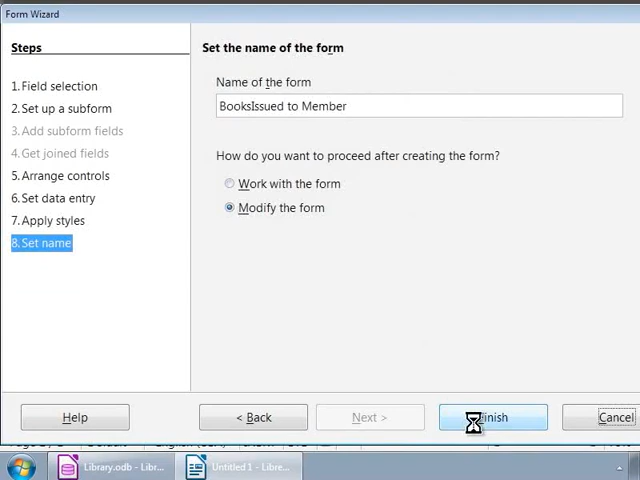 Form Wizard
Steps
1. Field selection
2. Set up a subform
3. Add subform fields
4. Get joined fields
5. Arrange controls
6. Set data entry
7. Apply styles
8. Set name
Set the name of the form
Name of the form
BooksIssued to Member
How do you want to proceed after creating the form?
Work with the form
Modify the form
Help
< Back
Next >
Finish
Cancel
Library.odb - Libr...
Untitled 1 - Libre...